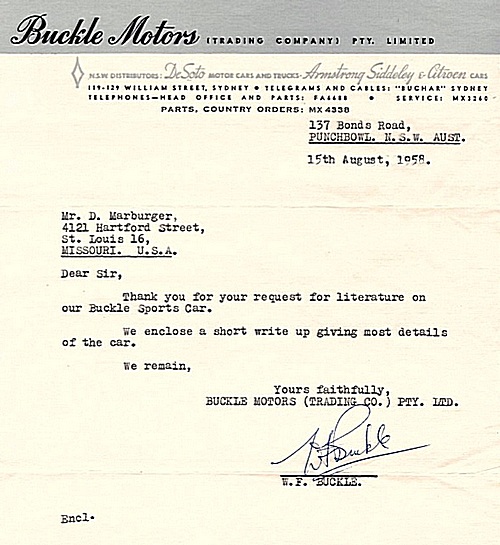 Buckle Motors (TRADING COMPANY) PTY. LIMITED
N.S.W DISTRIBUTORS: DeSoto MOTOR CARS AND TRUCKS · Armstrong Siddeley & Citroen CARS
119-129 WILLIAM STREET, SYDNEY • TELEGRAMS AND CABLES: "BUCHAR" SYDNEY
TELEPHONES—HEAD OFFICE AND PARTS: FA6688 • SERVICE: MX3260
PARTS, COUNTRY ORDERS: MX4338
137 Bonds Road,
PUNCHBOWL. N.S.W. AUST.
15th August, 1958.
Mr. D. Marburger,
4121 Hartford Street,
St. Louis 16,
MISSOURI. U.S.A.
Dear Sir,
Thank you for your request for literature on
our Buckle Sports Car.
We enclose a short write up giving most details
of the car.
We remain,
Yours faithfully,
BUCKLE MOTORS (TRADING CO.) PTY. LTD.
W F Buckle
W.F. BUCKLE.
Encl.